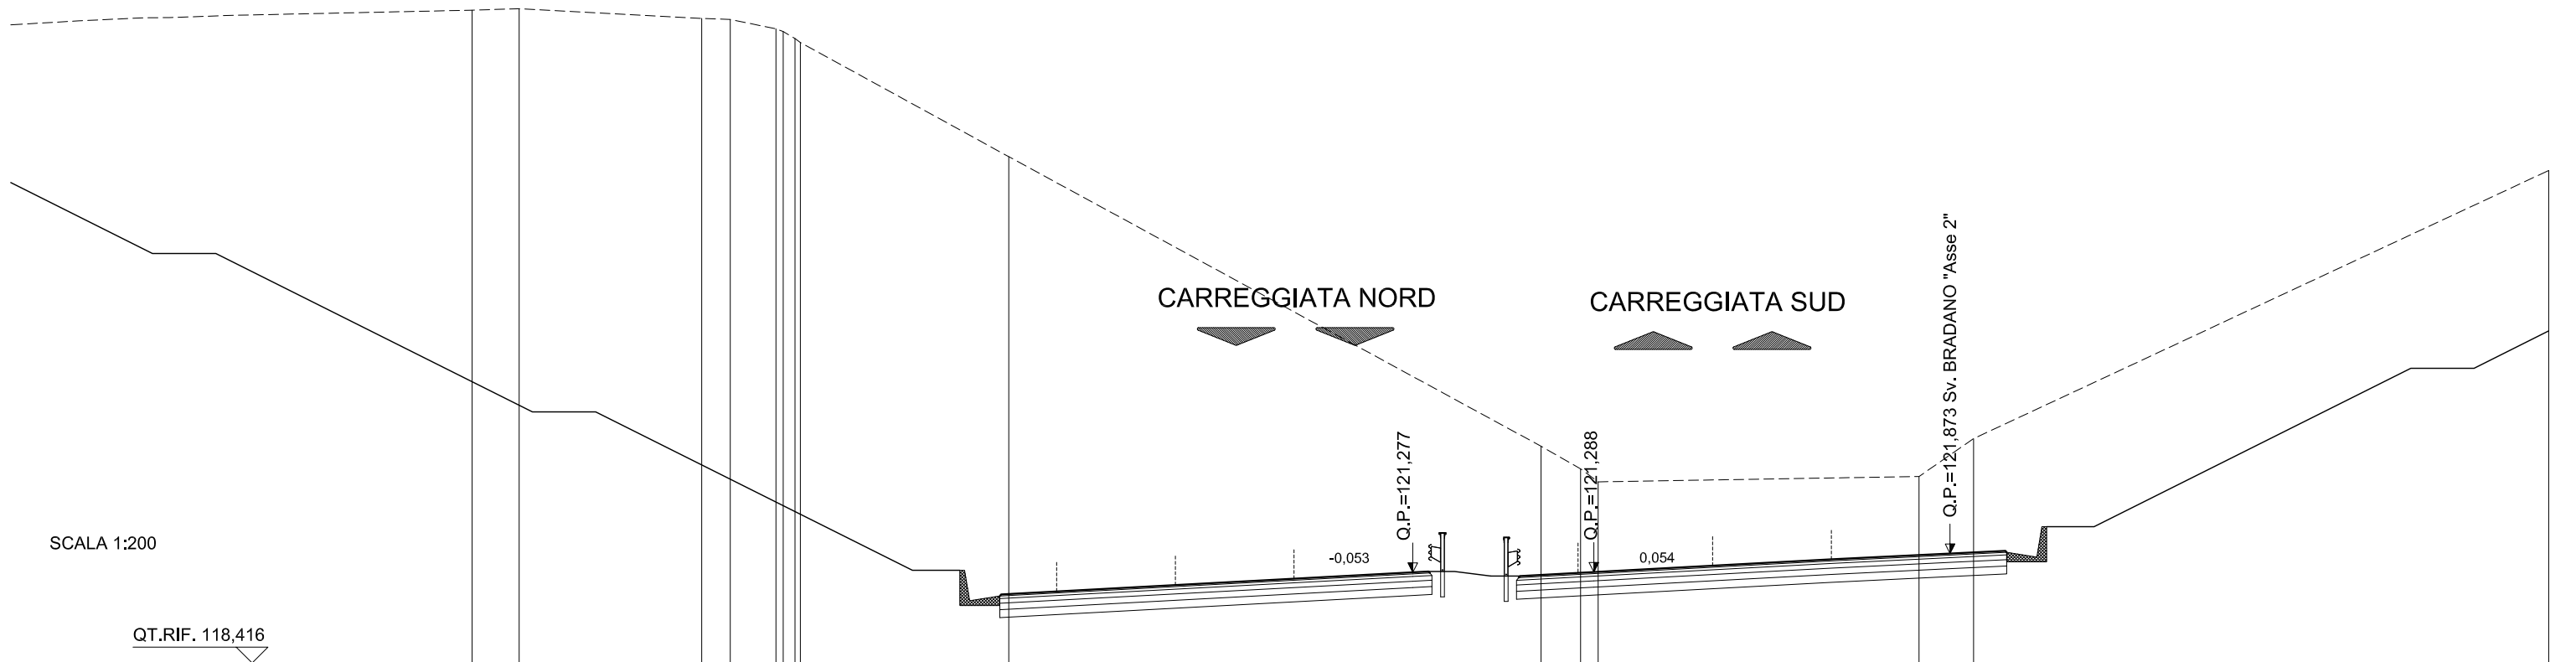 CARREGGIATA NORD
CARREGGIATA SUD
Q.P.=121,277
Q.P.=121,288
Q.P.=121,873 Sv. BRADANO "Asse 2"
SCALA 1:200
-0,053
0,054
QT.RIF. 118,416